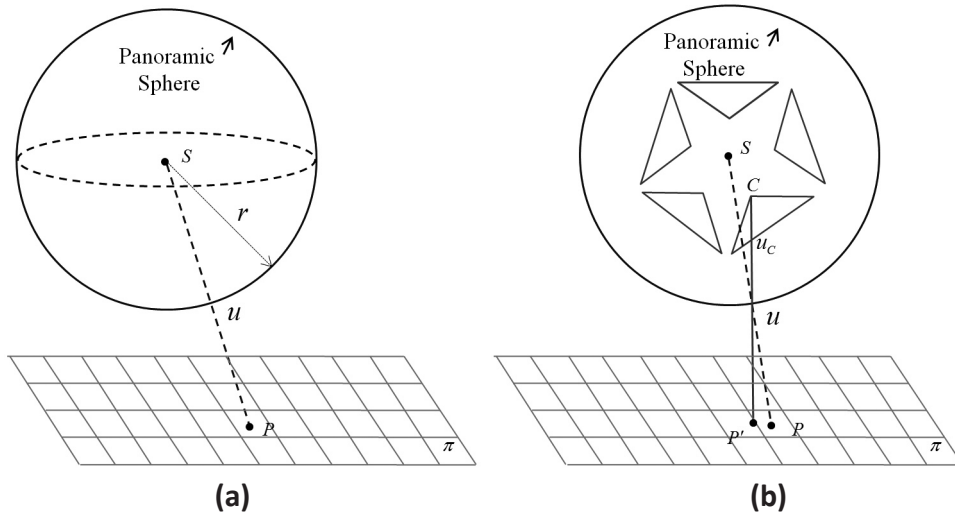 Panoramic
Sphere
S
r
u
P
π
(a)
Panoramic
Sphere
S
C
u_C
u
P'
P
π
(b)